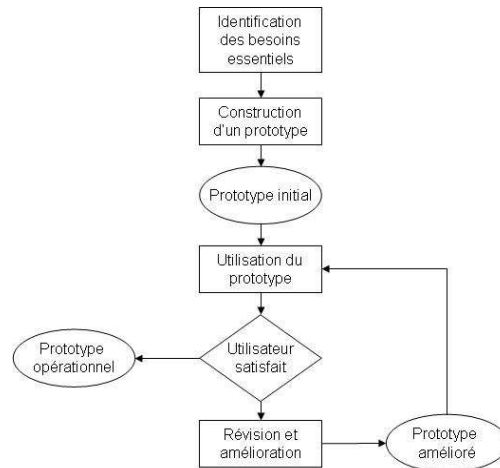 Identification
des besoins
essentiels
Construction
d'un prototype
Prototype initial
Utilisation du
prototype
Utilisateur
satisfait
Prototype
opérationnel
Révision et
amélioration
Prototype
amélioré